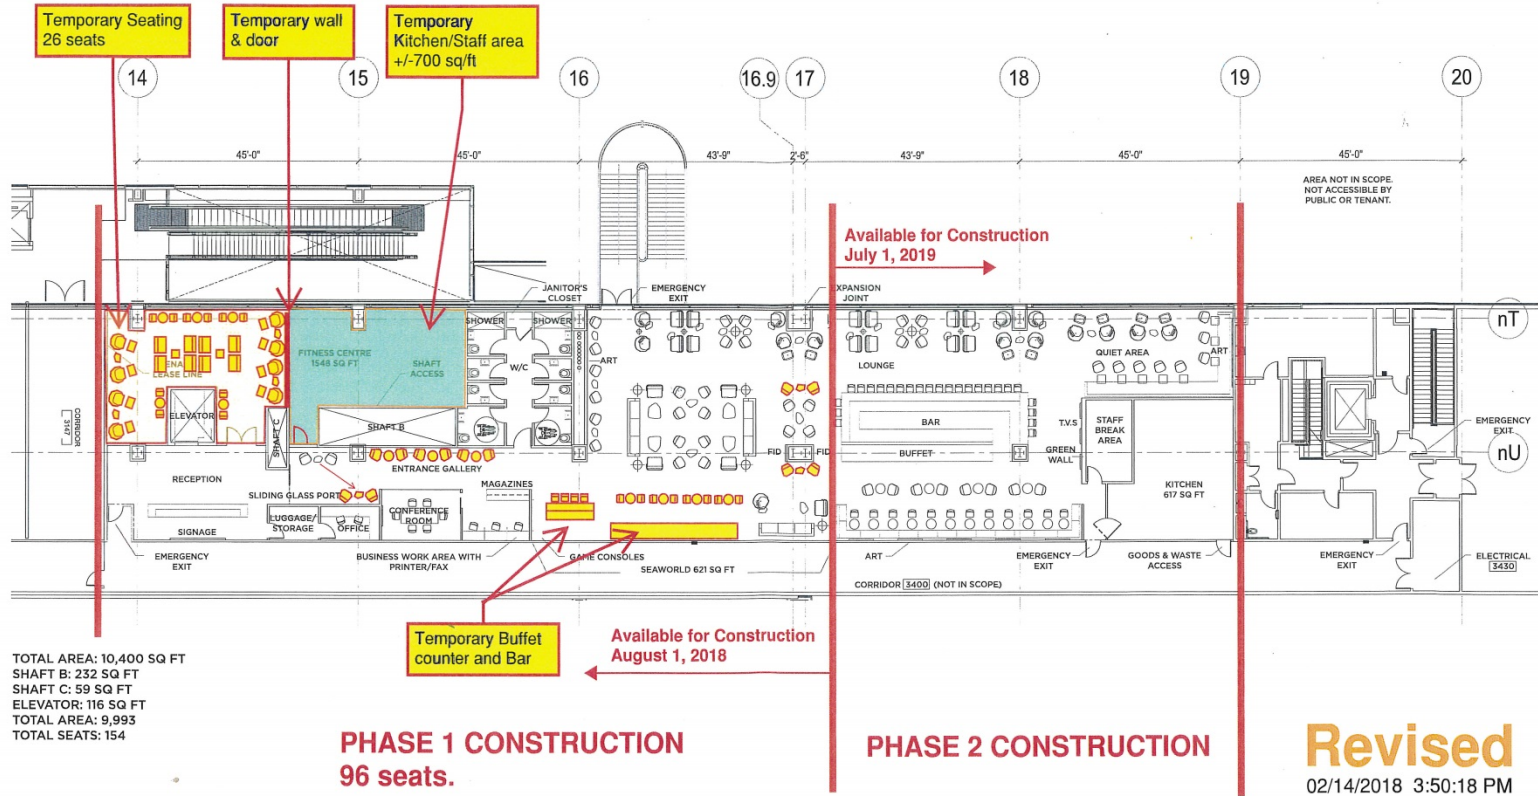 Temporary Seating
26 seats
Temporary wall
& door
Temporary
Kitchen/Staff area
+/-700 sq/ft
14
15
16
16.9
17
18
19
20
45'-0"
45'-0"
43'-9"
2'-6"
43'-9"
45'-0"
45'-0"
AREA NOT IN SCOPE.
NOT ACCESSIBLE BY
PUBLIC OR TENANT.
Available for Construction
July 1, 2019
JANITOR'S
CLOSET
EMERGENCY
EXIT
EXPANSION
JOINT
nT
SHOWER
SHOWER
FITNESS CENTRE
1548 SQ FT
SHAFT
ACCESS
W/C
ART
LOUNGE
QUIET AREA
ART
LEASE LINE
ELEVATOR
CORRIDOR
3147
SHAFT C
SHAFT B
BAR
T.V.S
STAFF
BREAK
AREA
EMERGENCY
EXIT
nU
FID
FID
BUFFET
GREEN
WALL
ENTRANCE GALLERY
RECEPTION
MAGAZINES
KITCHEN
617 SQ FT
SLIDING GLASS PORT
CONFERENCE
ROOM
LUGGAGE/
STORAGE
OFFICE
SIGNAGE
EMERGENCY
EXIT
BUSINESS WORK AREA WITH
PRINTER/FAX
GAME CONSOLES
SEAWORLD 621 SQ FT
ART
EMERGENCY
EXIT
GOODS & WASTE
ACCESS
EMERGENCY
EXIT
ELECTRICAL
3430
CORRIDOR 3400 (NOT IN SCOPE)
Temporary Buffet
counter and Bar
Available for Construction
August 1, 2018
TOTAL AREA: 10,400 SQ FT
SHAFT B: 232 SQ FT
SHAFT C: 59 SQ FT
ELEVATOR: 116 SQ FT
TOTAL AREA: 9,993
TOTAL SEATS: 154
PHASE 1 CONSTRUCTION
96 seats.
PHASE 2 CONSTRUCTION
Revised
02/14/2018 3:50:18 PM